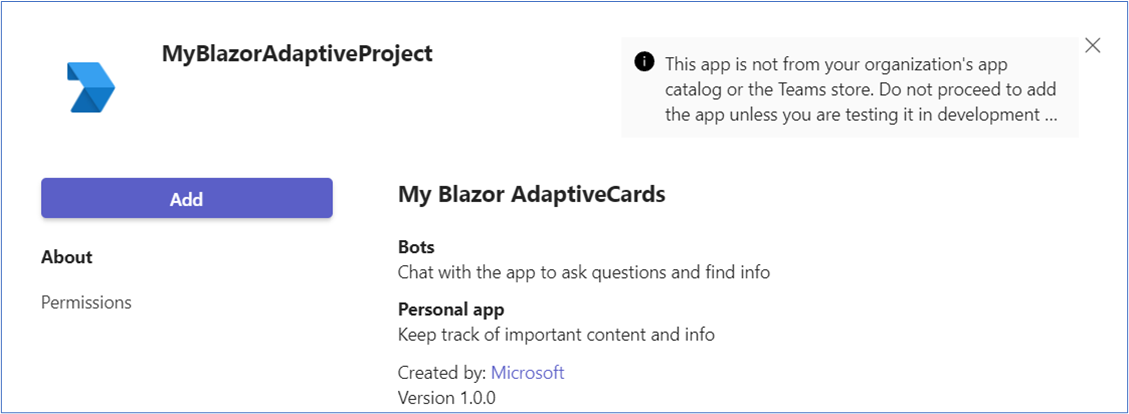 MyBlazorAdaptiveProject
This app is not from your organization's app
catalog or the Teams store. Do not proceed to add
the app unless you are testing it in development ...
Add
About
Permissions
My Blazor AdaptiveCards
Bots
Chat with the app to ask questions and find info
Personal app
Keep track of important content and info
Created by: Microsoft
Version 1.0.0